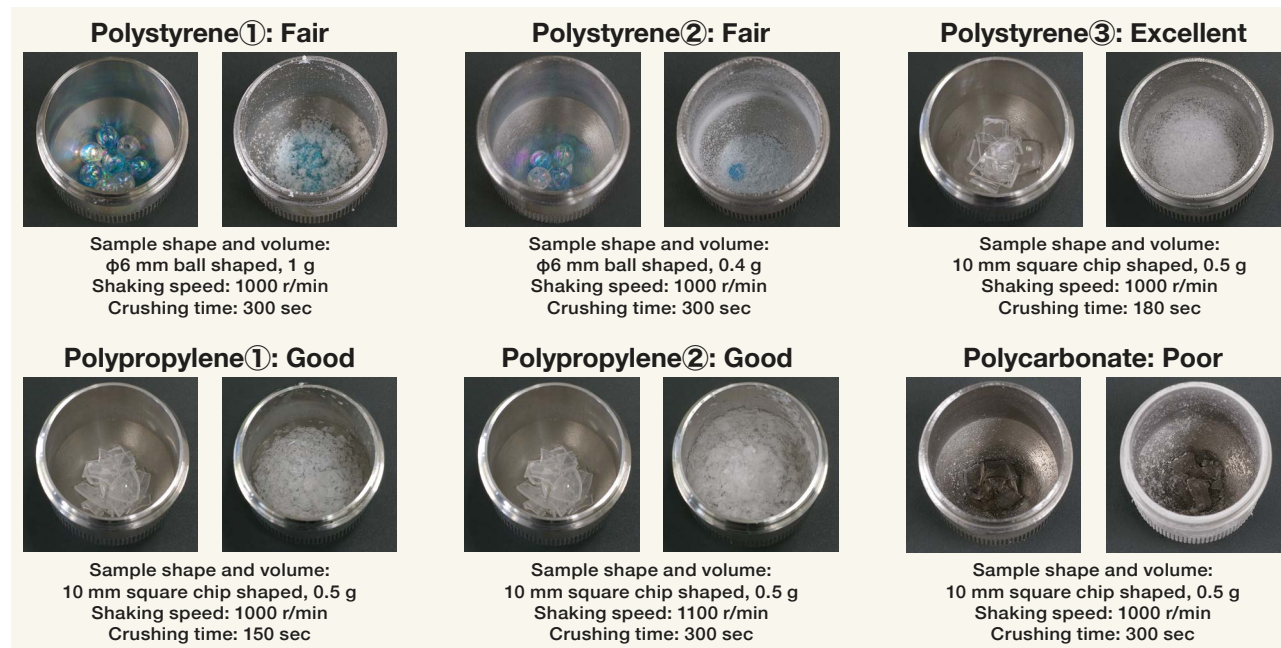 Polystyrene①: Fair
Sample shape and volume:
φ6 mm ball shaped, 1 g
Shaking speed: 1000 r/min
Crushing time: 300 sec
Polystyrene②: Fair
Sample shape and volume:
φ6 mm ball shaped, 0.4 g
Shaking speed: 1000 r/min
Crushing time: 300 sec
Polystyrene③: Excellent
Sample shape and volume:
10 mm square chip shaped, 0.5 g
Shaking speed: 1000 r/min
Crushing time: 180 sec
Polypropylene①: Good
Sample shape and volume:
10 mm square chip shaped, 0.5 g
Shaking speed: 1000 r/min
Crushing time: 150 sec
Polypropylene②: Good
Sample shape and volume:
10 mm square chip shaped, 0.5 g
Shaking speed: 1100 r/min
Crushing time: 300 sec
Polycarbonate: Poor
Sample shape and volume:
10 mm square chip shaped, 0.5 g
Shaking speed: 1000 r/min
Crushing time: 300 sec